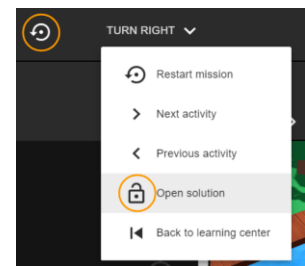 TURN RIGHT
Restart mission
Next activity
Previous activity
Open solution
Back to learning center